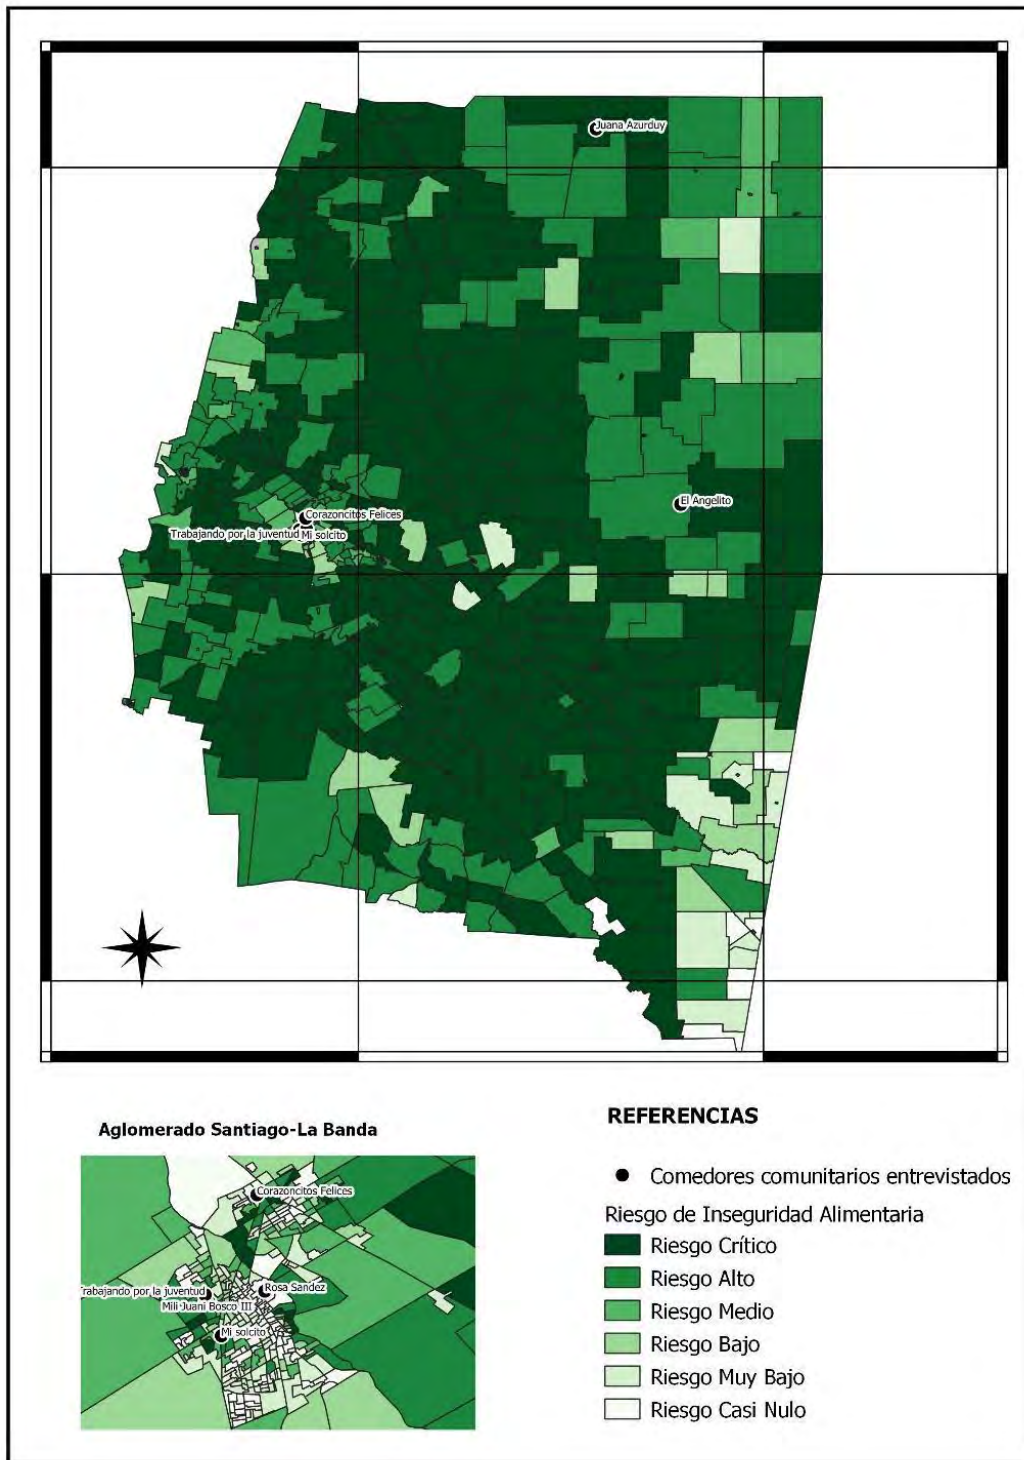 Juana Azurduy
El Angelito
Corazoncitos Felices
Trabajando por la juventud
Mi solcito
Aglomerado Santiago-La Banda
Corazoncitos Felices
Trabajando por la juventud
Rosa Sandez
Mili Juani Bosco III
Mi solcito
REFERENCIAS
Comedores comunitarios entrevistados
Riesgo de Inseguridad Alimentaria
Riesgo Crítico
Riesgo Alto
Riesgo Medio
Riesgo Bajo
Riesgo Muy Bajo
Riesgo Casi Nulo